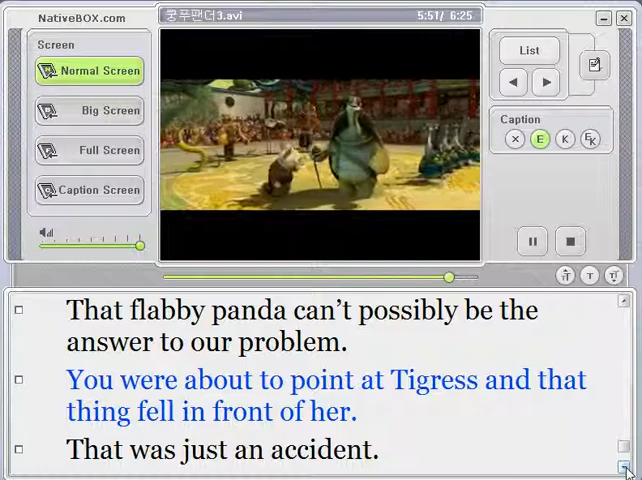 NativeBOX.com
쿵푸팬더3.avi
5:51/ 6:25
Screen
Normal Screen
Big Screen
Full Screen
Caption Screen
List
Caption
E K EK
T T T
That flabby panda can't possibly be the
answer to our problem.
You were about to point at Tigress and that
thing fell in front of her.
That was just an accident.